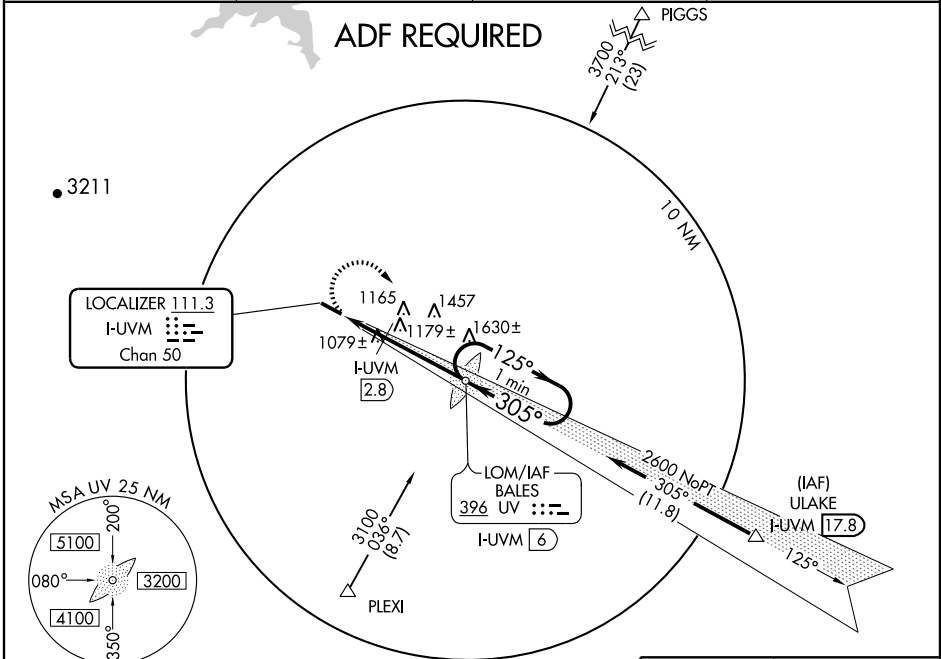 ADF REQUIRED
PIGGS
3700
213°
(23)
3211
10 NM
LOCALIZER 111.3
I-UVM
Chan 50
1165
1457
1179±
1630±
1079±
I-UVM
2.8
125°
1 min
305°
2600 NoPT
305°
(11.8)
(IAF)
ULAKE
I-UVM 17.8
125°
LOM/IAF
BALES
396 UV
I-UVM 6
3100
036°
(8.7)
PLEXI
MSA UV 25 NM
200°
5100
080°
3200
4100
350°